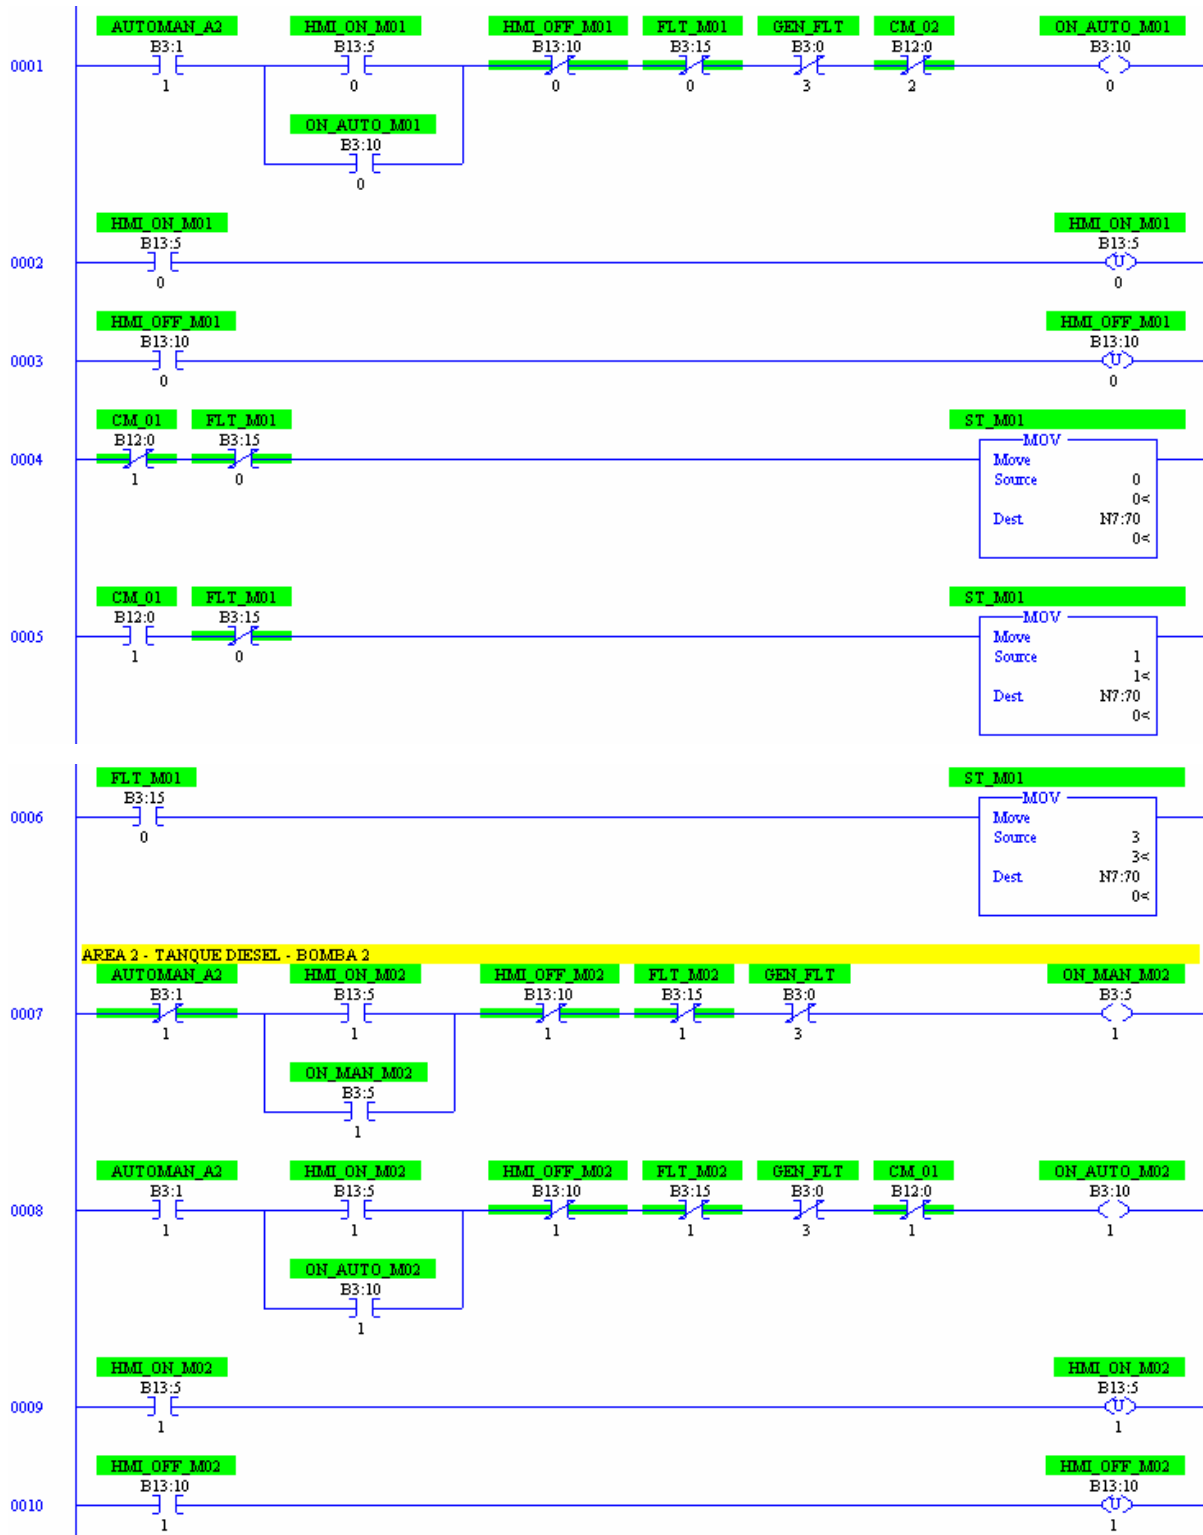 AUTOMAN_A2 HMI_ON_M01 HMI_OFF_M01 FLT_M01 GEN_FLT CM_02 ON_AUTO_M01
B3:1 B13:5 B13:10 B3:15 B3:0 B12:0 B3:10
0001
1 0 0 0 3 2 0
ON_AUTO_M01
B3:10
0
HMI_ON_M01 HMI_ON_M01
B13:5 B13:5
0002 U
0 0
HMI_OFF_M01 HMI_OFF_M01
B13:10 B13:10
0003 U
0 0
CM_01 FLT_M01 ST_M01
B12:0 B3:15 MOV
0004 Move
1 0 Source 0
0<
Dest N7:70
0<
CM_01 FLT_M01 ST_M01
B12:0 B3:15 MOV
0005 Move
1 0 Source 1
1<
Dest N7:70
0<
FLT_M01 ST_M01
B3:15 MOV
0006 Move
0 Source 3
3<
Dest N7:70
0<
AREA 2 - TANQUE DIESEL - BOMBA 2
AUTOMAN_A2 HMI_ON_M02 HMI_OFF_M02 FLT_M02 GEN_FLT ON_MAN_M02
B3:1 B13:5 B13:10 B3:15 B3:0 B3:5
0007
1 1 1 1 3 1
ON_MAN_M02
B3:5
1
AUTOMAN_A2 HMI_ON_M02 HMI_OFF_M02 FLT_M02 GEN_FLT CM_01 ON_AUTO_M02
B3:1 B13:5 B13:10 B3:15 B3:0 B12:0 B3:10
0008
1 1 1 1 3 1 1
ON_AUTO_M02
B3:10
1
HMI_ON_M02 HMI_ON_M02
B13:5 B13:5
0009 U
1 1
HMI_OFF_M02 HMI_OFF_M02
B13:10 B13:10
0010 U
1 1